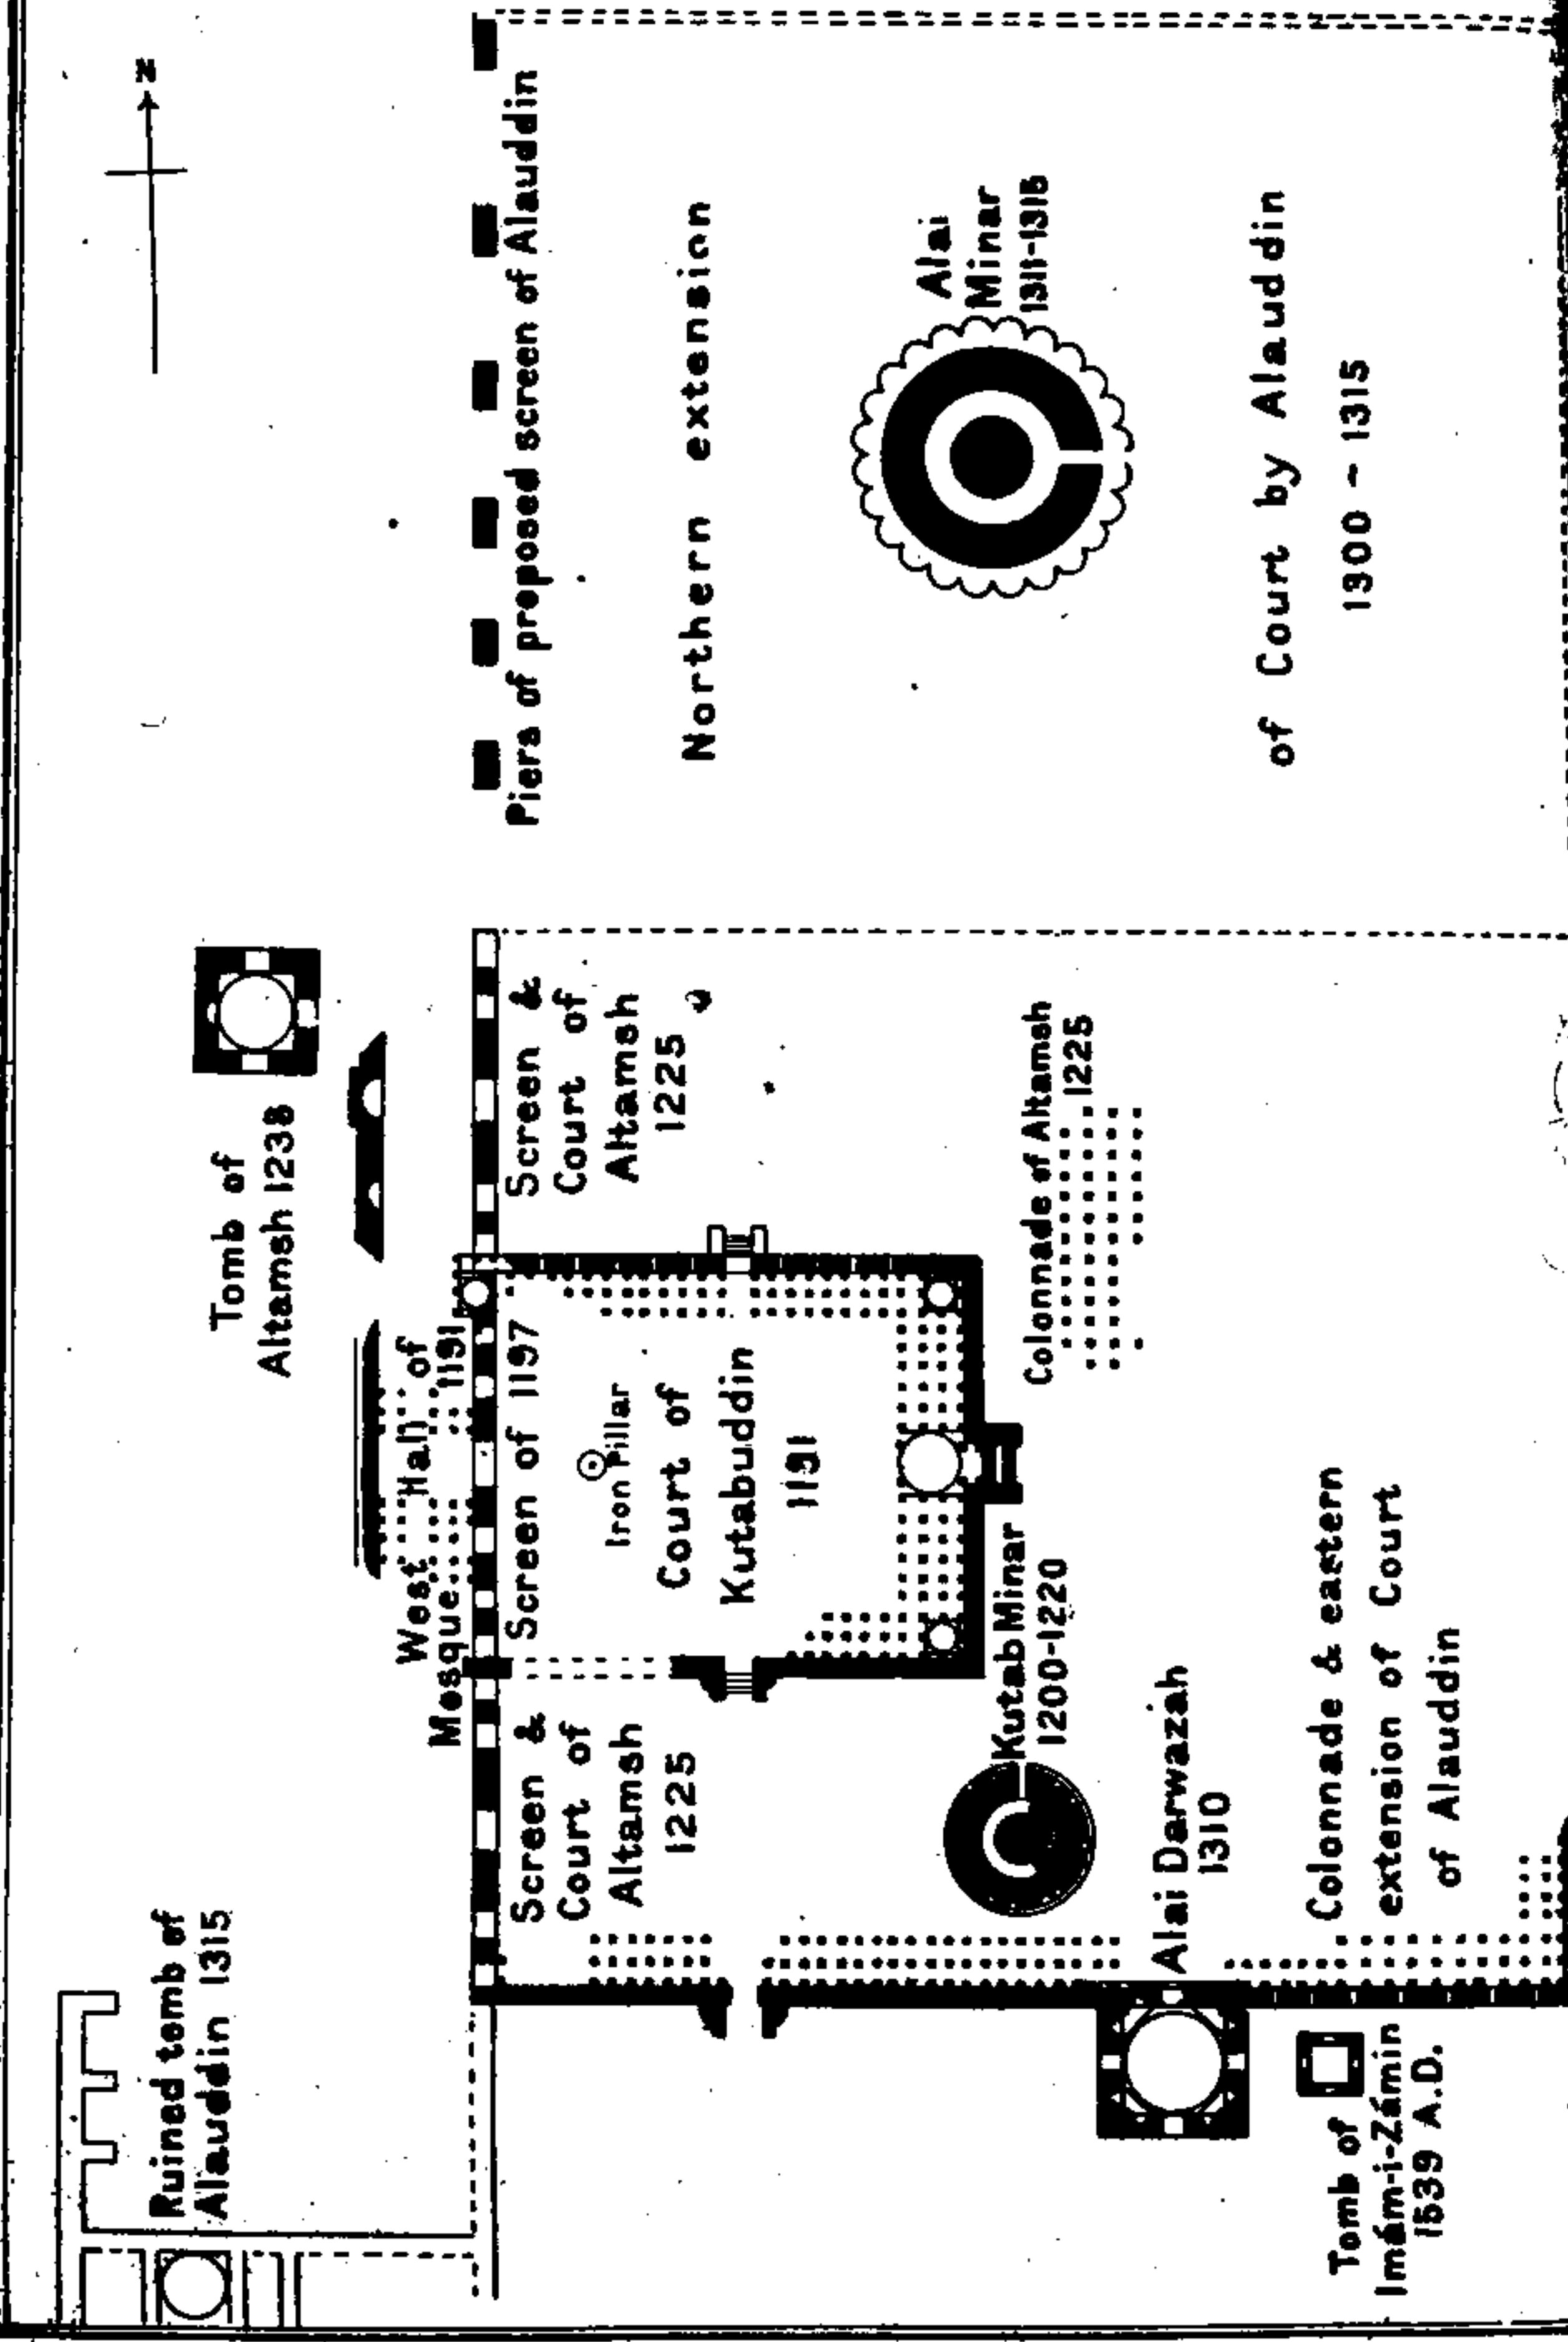 N
Ruined tomb of
Alauddin 1315
Tomb of
Altamsh 1238
West Hall of
Mosque 1191
Piers of proposed screen of Alauddin
Screen &
Court of
Altamsh
1225
Screen of 1197
Iron Pillar
Court of
Kutabuddin
1191
Screen &
Court of
Altamsh
1225
Northern extension
of Court by Alauddin
1300 - 1315
Alai
Minar
1311-1315
Kutab Minar
1200-1220
Colonnade of Altamsh
1225
Alai Darwazah
1310
Colonnade & eastern
extension of Court
of Alauddin
Tomb of
Imám-i-Zámin
1539 A.D.